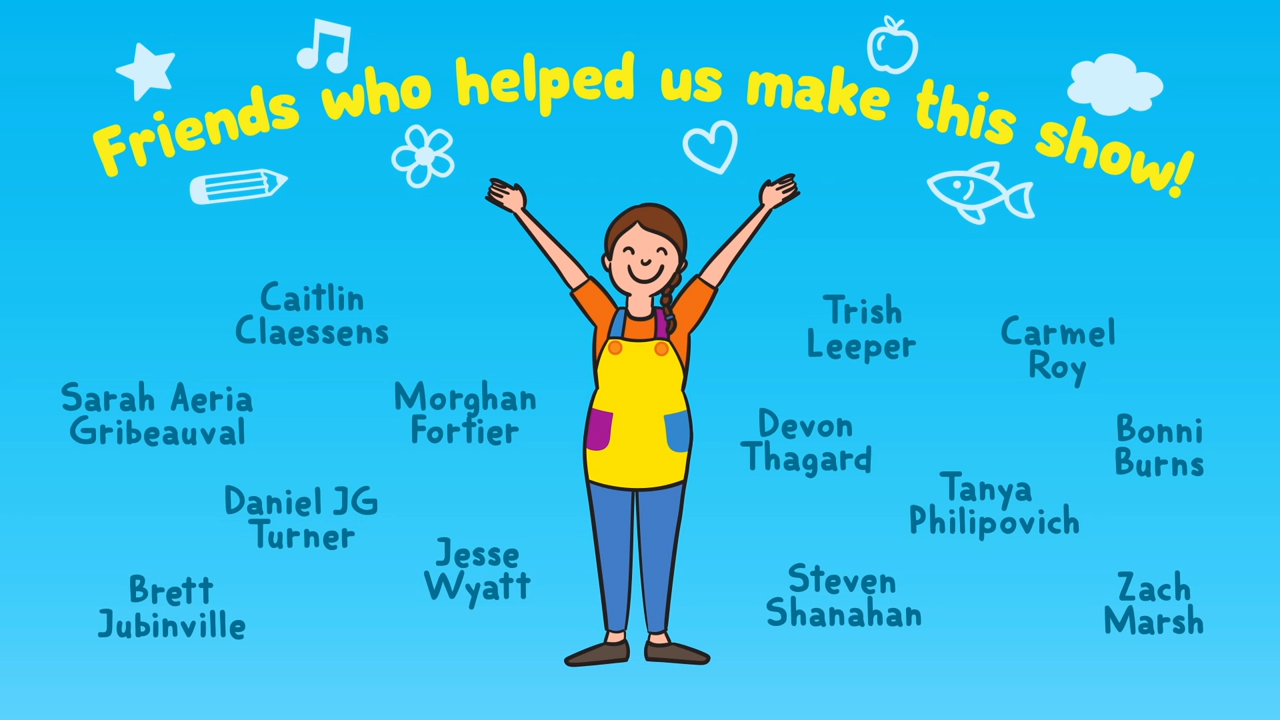 Friends who helped us make this show!
Caitlin
Claessens
Trish
Leeper
Carmel
Roy
Sarah Aeria
Gribeauval
Morghan
Fortier
Devon
Thagard
Bonni
Burns
Daniel JG
Turner
Tanya
Philipovich
Jesse
Wyatt
Brett
Jubinville
Steven
Shanahan
Zach
Marsh